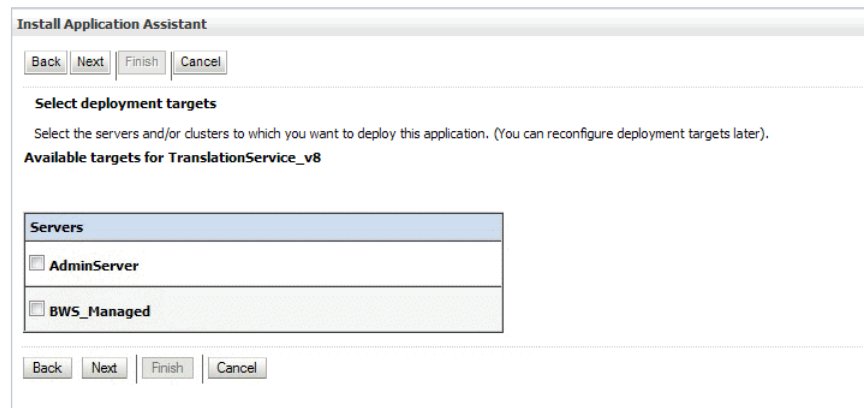 Install Application Assistant
Back Next Finish Cancel
Select deployment targets
Select the servers and/or clusters to which you want to deploy this application. (You can reconfigure deployment targets later).
Available targets for TranslationService_v8
Servers
AdminServer
BWS_Managed
Back Next Finish Cancel